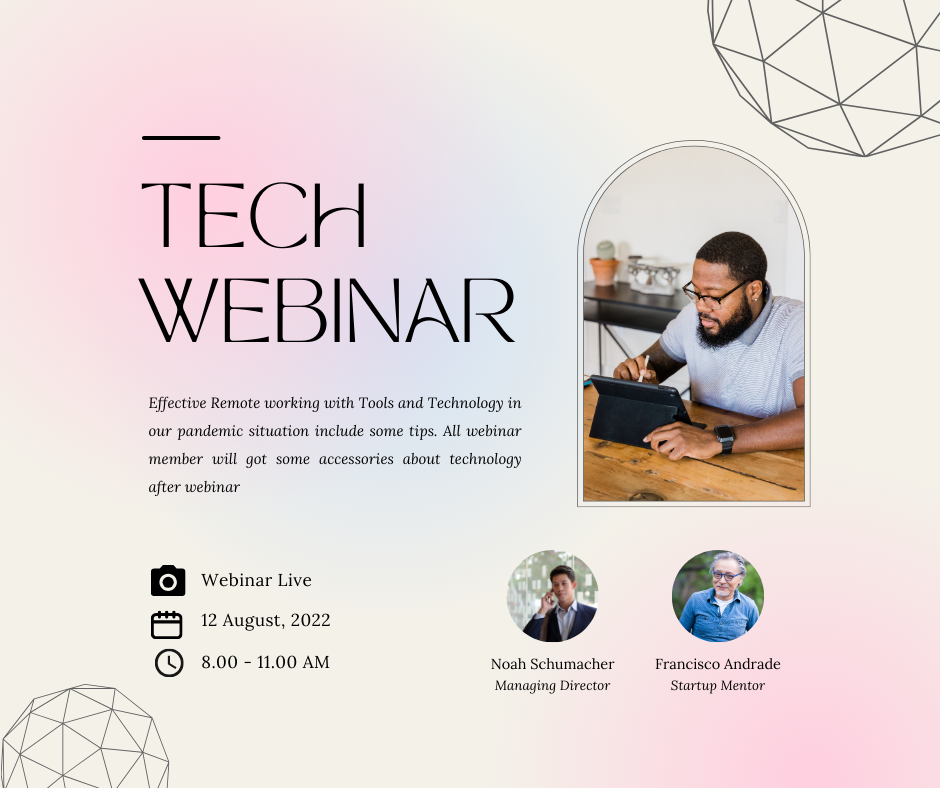 TECH
WEBINAR
Effective Remote working with Tools and Technology in
our pandemic situation include some tips. All webinar
member will got some accessories about technology
after webinar
Webinar Live
12 August, 2022
8.00 - 11.00 AM
Noah Schumacher
Managing Director
Francisco Andrade
Startup Mentor